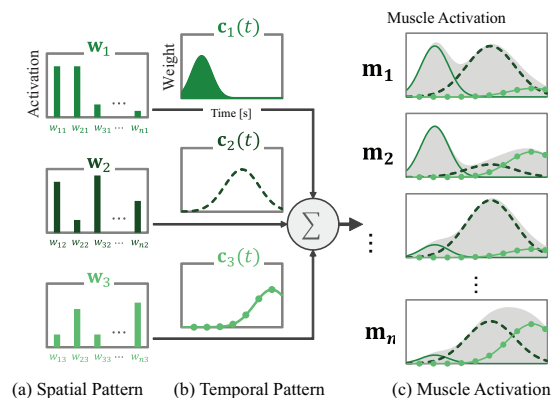 Muscle Activation
w₁
c₁(t)
Activation
Weight
m₁
w₁₁ w₂₁ w₃₁ ... wₙ₁
Time [s]
w₂
c₂(t)
m₂
w₁₂ w₂₂ w₃₂ ... wₙ₂
∑
⋮
w₃
c₃(t)
⋮
mₙ
w₁₃ w₂₃ w₃₃ ... wₙ₃
(a) Spatial Pattern (b) Temporal Pattern (c) Muscle Activation